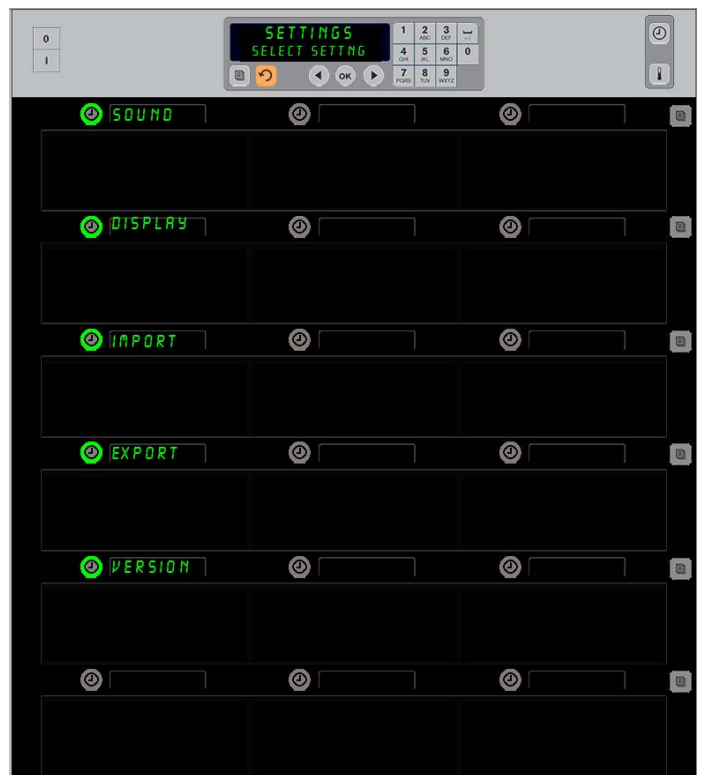 0
I
SETTINGS
SELECT SETTNG
1
2 ABC
3 DEF
4 GHI
5 JKL
6 MNO
0
OK
7 PQRS
8 TUV
9 WXYZ
SOUND
DISPLAY
IMPORT
EXPORT
VERSION